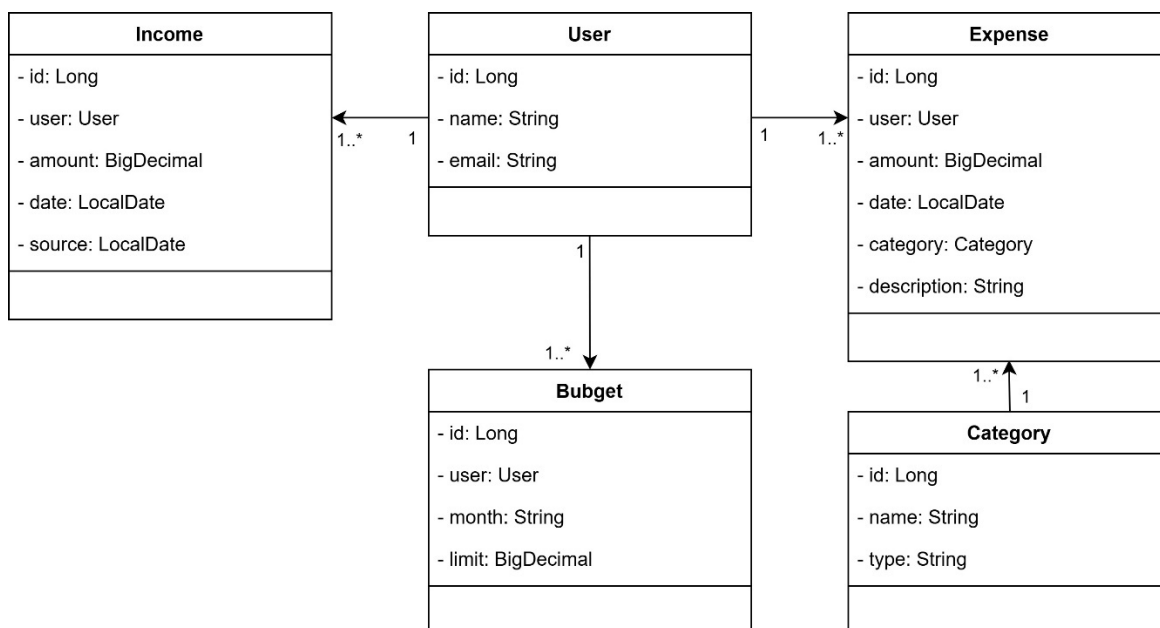 Income
- id: Long
- user: User
- amount: BigDecimal
- date: LocalDate
- source: LocalDate
1..*
1
User
- id: Long
- name: String
- email: String
1
1..*
Expense
- id: Long
- user: User
- amount: BigDecimal
- date: LocalDate
- category: Category
- description: String
1
1..*
Bubget
- id: Long
- user: User
- month: String
- limit: BigDecimal
1..*
1
Category
- id: Long
- name: String
- type: String